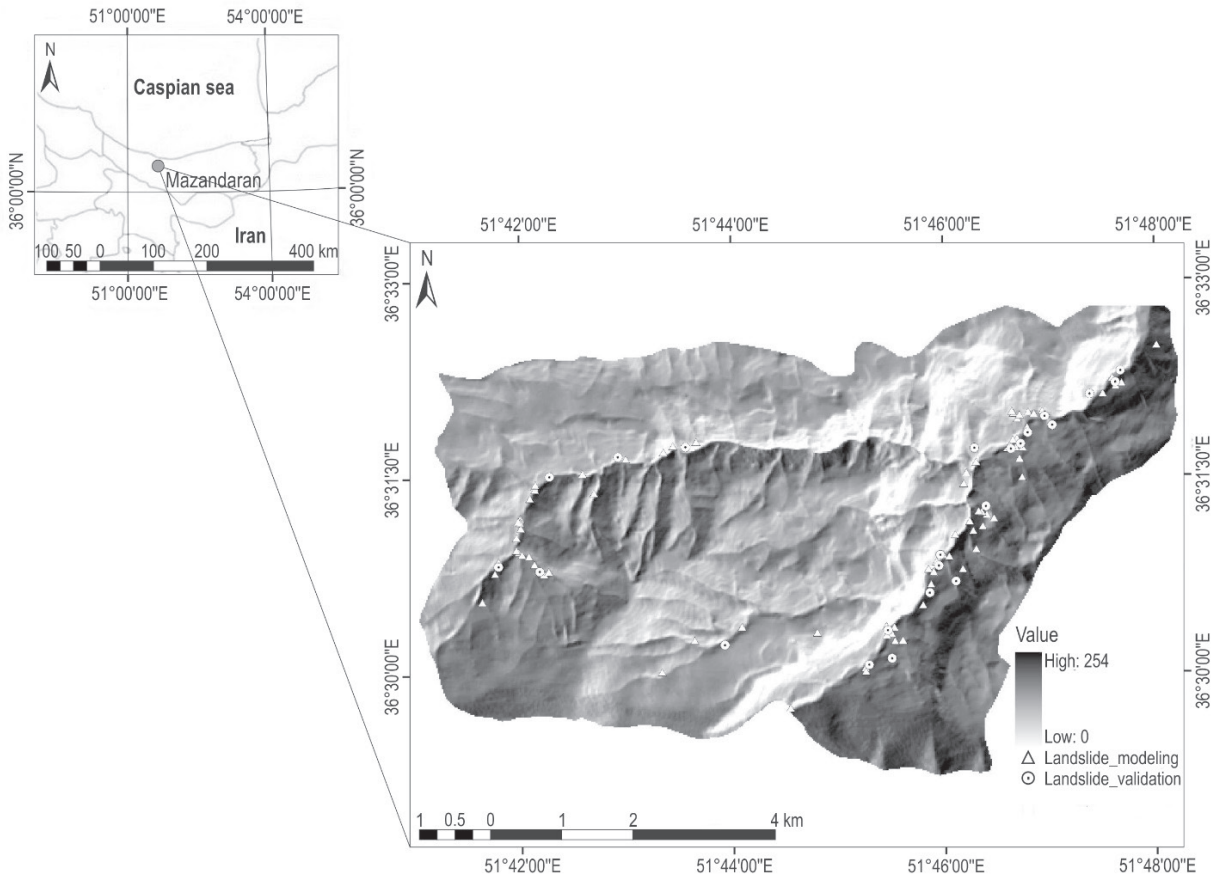 51°00'00"E 54°00'00"E
N
Caspian sea
36°00'00"N
Mazandaran
36°00'00"N
Iran
100 50 0 100 200 400 km
51°00'00"E 54°00'00"E
51°42'00"E 51°44'00"E 51°46'00"E 51°48'00"E
N
36°33'00"E
36°33'00"E
36°31'30"E
36°31'30"E
36°30'00"E
36°30'00"E
Value
High: 254
Low: 0
Landslide_modeling
Landslide_validation
1 0.5 0 1 2 4 km
51°42'00"E 51°44'00"E 51°46'00"E 51°48'00"E